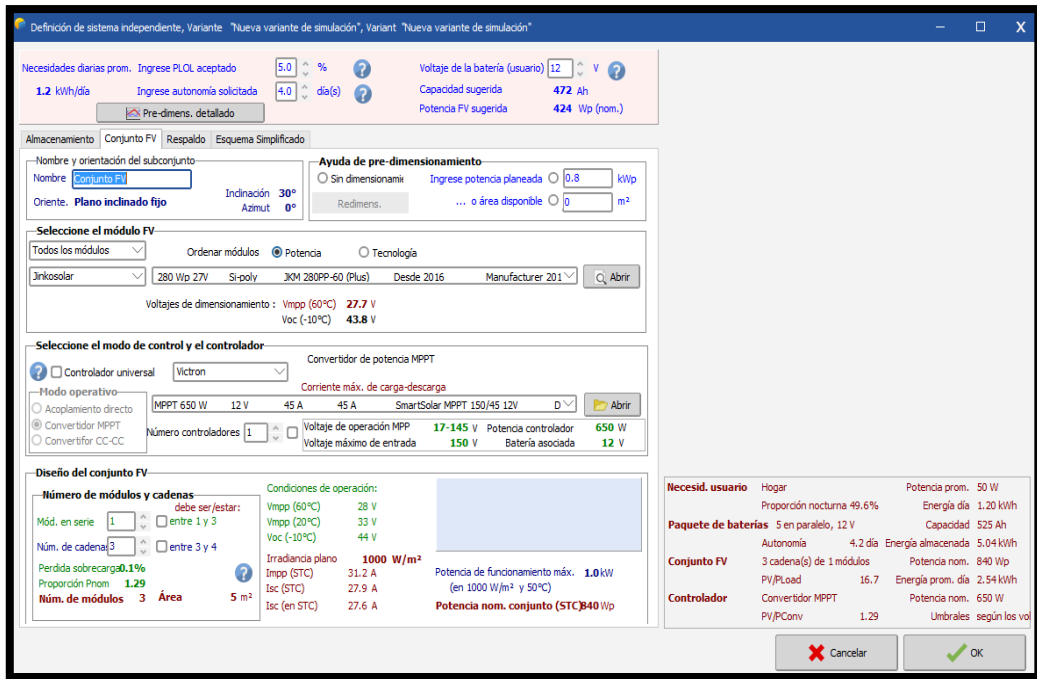 Definición de sistema independiente, Variante "Nueva variante de simulación", Variant "Nueva variante de simulación"
Necesidades diarias prom. Ingrese PLOL aceptado 5.0 % ? Voltaje de la batería (usuario) 12 V ?
1.2 kWh/día Ingrese autonomía solicitada 4.0 día(s) ? Capacidad sugerida 472 Ah
Pre-dimens. detallado Potencia FV sugerida 424 Wp (nom.)
Almacenamiento Conjunto FV Respaldo Esquema Simplificado
Nombre y orientación del subconjunto
Nombre Conjunto FV
Oriente. Plano inclinado fijo Inclinación 30°
Azimut 0°
Ayuda de pre-dimensionamiento
Sin dimensionamie Ingrese potencia planeada 0.8 kWp
Redimens. ... o área disponible 0 m²
Seleccione el módulo FV
Todos los módulos Ordenar módulos Potencia Tecnología
Jinkosolar 280 Wp 27V Si-poly JKM 280PP-60 (Plus) Desde 2016 Manufacturer 201 Abrir
Voltajes de dimensionamiento : Vmpp (60°C) 27.7 V
Voc (-10°C) 43.8 V
Seleccione el modo de control y el controlador
Convertidor de potencia MPPT
? Controlador universal Victron
Corriente máx. de carga-descarga
Modo operativo
Acoplamiento directo
Convertidor MPPT
Convertifor CC-CC
MPPT 650 W 12 V 45 A 45 A SmartSolar MPPT 150/45 12V D Abrir
Número controladores 1
Voltaje de operación MPP 17-145 V Potencia controlador 650 W
Voltaje máximo de entrada 150 V Batería asociada 12 V
Diseño del conjunto FV
Número de módulos y cadenas
debe ser/estar:
Mód. en serie 1 entre 1 y 3
Núm. de cadenas 3 entre 3 y 4
Perdida sobrecarga 0.1%
Proporción Pnom 1.29 ?
Núm. de módulos 3 Área 5 m²
Condiciones de operación:
Vmpp (60°C) 28 V
Vmpp (20°C) 33 V
Voc (-10°C) 44 V
Irradiancia plano 1000 W/m²
Impp (STC) 31.2 A
Isc (STC) 27.9 A
Isc (en STC) 27.6 A
Potencia de funcionamiento máx. 1.0 kW
(en 1000 W/m² y 50°C)
Potencia nom. conjunto (STC) 840 Wp
Necesid. usuario Hogar Potencia prom. 50 W
Proporción nocturna 49.6% Energía día 1.20 kWh
Paquete de baterías 5 en paralelo, 12 V Capacidad 525 Ah
Autonomía 4.2 día Energía almacenada 5.04 kWh
Conjunto FV 3 cadena(s) de 1 módulos Potencia nom. 840 Wp
PV/PLoad 16.7 Energía prom. día 2.54 kWh
Controlador Convertidor MPPT Potencia nom. 650 W
PV/PConv 1.29 Umbrales según los vol
Cancelar OK